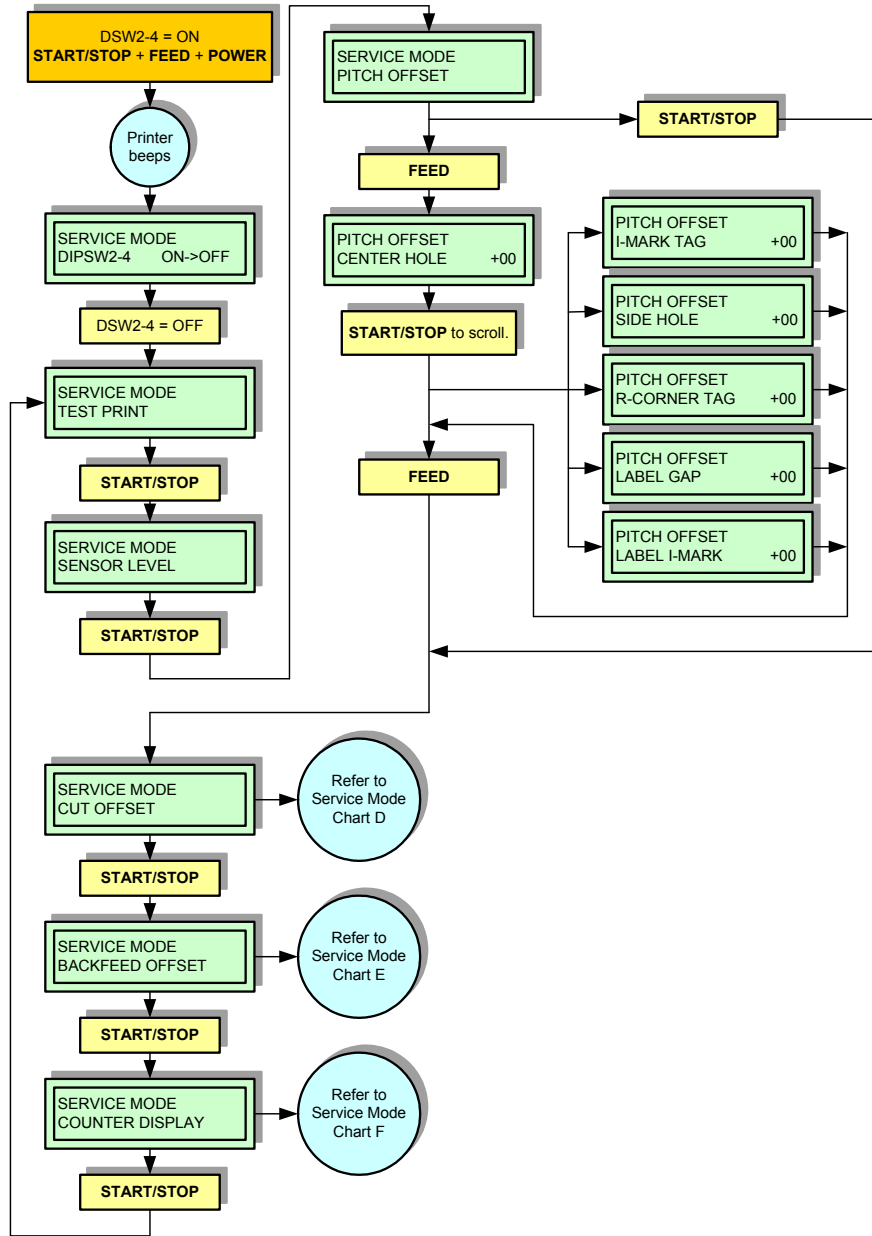 DSW2-4 = ON
START/STOP + FEED + POWER
Printer
beeps
SERVICE MODE
DIPSW2-4 ON->OFF
DSW2-4 = OFF
SERVICE MODE
TEST PRINT
START/STOP
SERVICE MODE
SENSOR LEVEL
START/STOP
SERVICE MODE
PITCH OFFSET
START/STOP
FEED
PITCH OFFSET
CENTER HOLE +00
START/STOP to scroll.
PITCH OFFSET
I-MARK TAG +00
PITCH OFFSET
SIDE HOLE +00
PITCH OFFSET
R-CORNER TAG +00
PITCH OFFSET
LABEL GAP +00
PITCH OFFSET
LABEL I-MARK +00
FEED
SERVICE MODE
CUT OFFSET
Refer to
Service Mode
Chart D
START/STOP
SERVICE MODE
BACKFEED OFFSET
Refer to
Service Mode
Chart E
START/STOP
SERVICE MODE
COUNTER DISPLAY
Refer to
Service Mode
Chart F
START/STOP